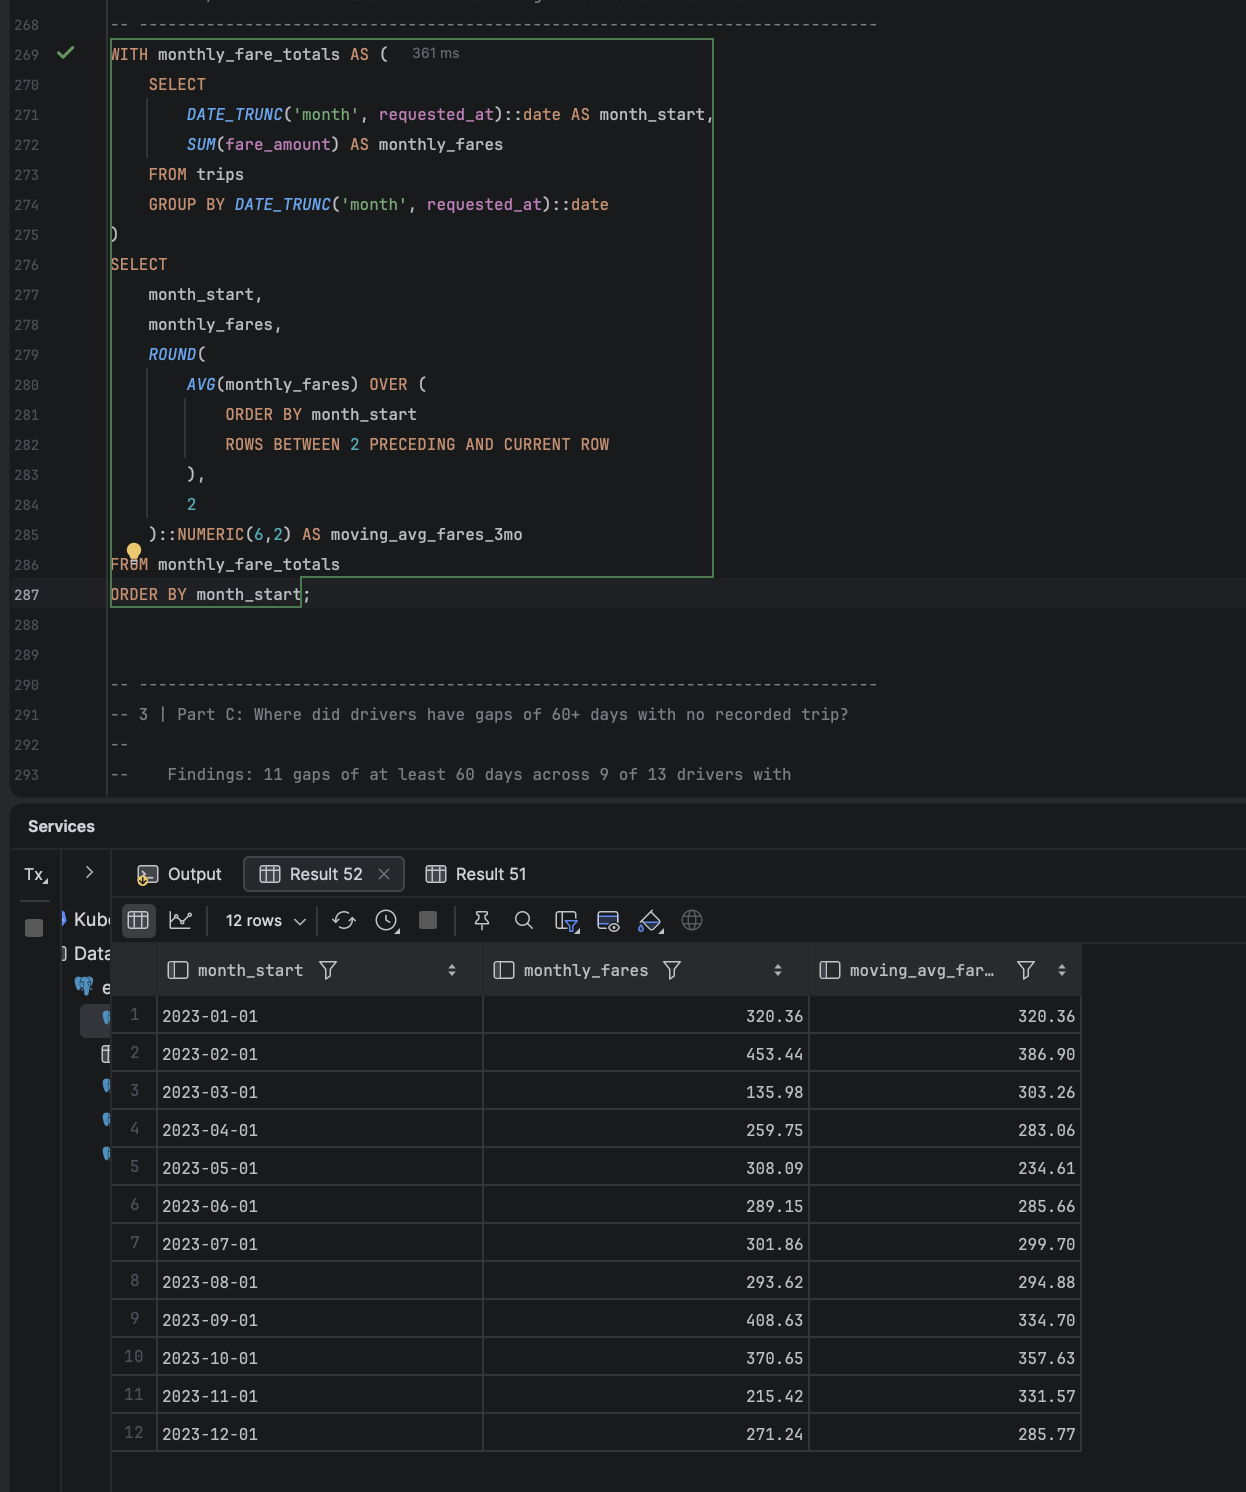 268 -- -----------------------------------------------------------------------------
269 WITH monthly_fare_totals AS ( 361 ms
270 SELECT
271 DATE_TRUNC('month', requested_at)::date AS month_start,
272 SUM(fare_amount) AS monthly_fares
273 FROM trips
274 GROUP BY DATE_TRUNC('month', requested_at)::date
275 )
276 SELECT
277 month_start,
278 monthly_fares,
279 ROUND(
280 AVG(monthly_fares) OVER (
281 ORDER BY month_start
282 ROWS BETWEEN 2 PRECEDING AND CURRENT ROW
283 ),
284 2
285 )::NUMERIC(6,2) AS moving_avg_fares_3mo
286 FROM monthly_fare_totals
287 ORDER BY month_start;
288
289
290 -- -----------------------------------------------------------------------------
291 -- 3 | Part C: Where did drivers have gaps of 60+ days with no recorded trip?
292 --
293 -- Findings: 11 gaps of at least 60 days across 9 of 13 drivers with
Services
Tx Output Result 52 Result 51
Kube 12 rows
Data
e
month_start monthly_fares moving_avg_far...
1 2023-01-01 320.36 320.36
2 2023-02-01 453.44 386.90
3 2023-03-01 135.98 303.26
4 2023-04-01 259.75 283.06
5 2023-05-01 308.09 234.61
6 2023-06-01 289.15 285.66
7 2023-07-01 301.86 299.70
8 2023-08-01 293.62 294.88
9 2023-09-01 408.63 334.70
10 2023-10-01 370.65 357.63
11 2023-11-01 215.42 331.57
12 2023-12-01 271.24 285.77